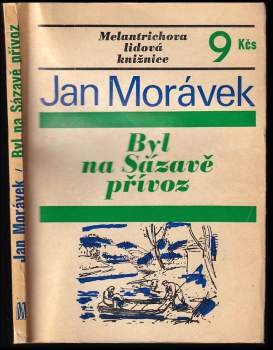 Melantrichova
lidová
knižnice
9 Kčs
Jan Morávek
Byl
na Sázavě
přívoz
Jan Morávek / Byl na Sázavě přívoz
M